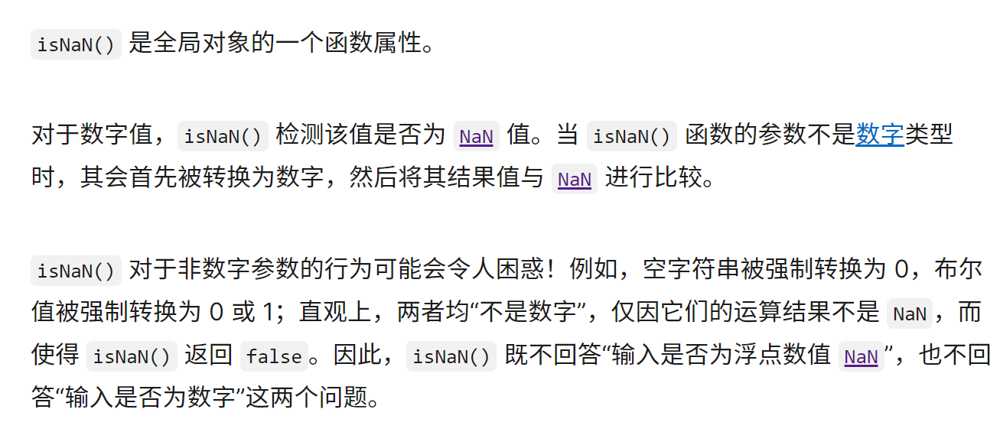 isNaN() 是全局对象的一个函数属性。
对于数字值，isNaN() 检测该值是否为 NaN 值。当 isNaN() 函数的参数不是数字类型
时，其会首先被转换为数字，然后将其结果值与 NaN 进行比较。
isNaN() 对于非数字参数的行为可能会令人困惑！例如，空字符串被强制转换为 0，布尔
值被强制转换为 0 或 1；直观上，两者均“不是数字”，仅因它们的运算结果不是 NaN，而
使得 isNaN() 返回 false。因此，isNaN() 既不回答“输入是否为浮点数值 NaN”，也不回
答“输入是否为数字”这两个问题。